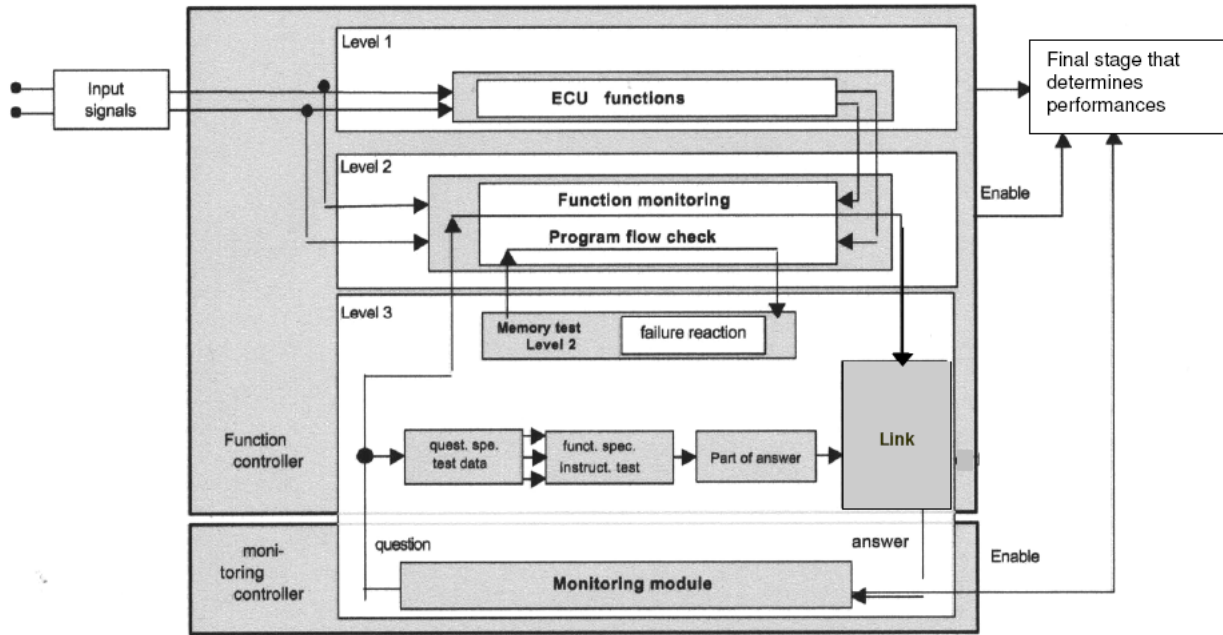 Level 1
Input
signals
ECU functions
Final stage that
determines
performances
Level 2
Function monitoring
Program flow check
Enable
Level 3
Memory test
Level 2
failure reaction
Function
controller
quest. spe.
test data
funct. spec.
instruct. test
Part of answer
Link
question
answer
moni-
toring
controller
Monitoring module
Enable